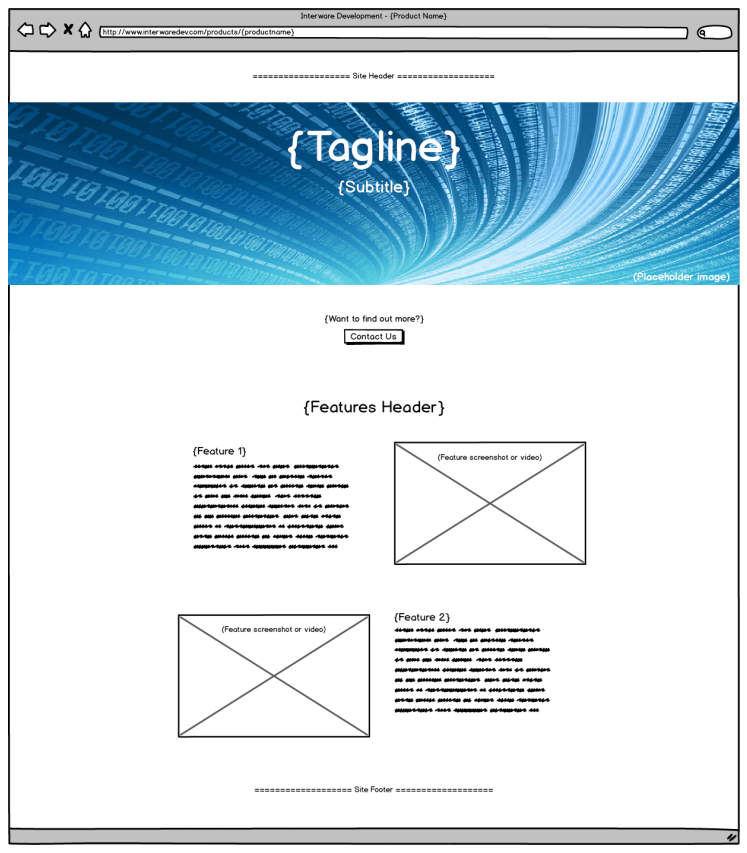 Interware Development - {Product Name}
http://www.interwaredev.com/products/{productname}
=================== Site Header ===================
{Tagline}
{Subtitle}
(Placeholder image)
{Want to find out more?}
Contact Us
{Features Header}
{Feature 1}
(Feature screenshot or video)
(Feature screenshot or video)
{Feature 2}
=================== Site Footer ===================